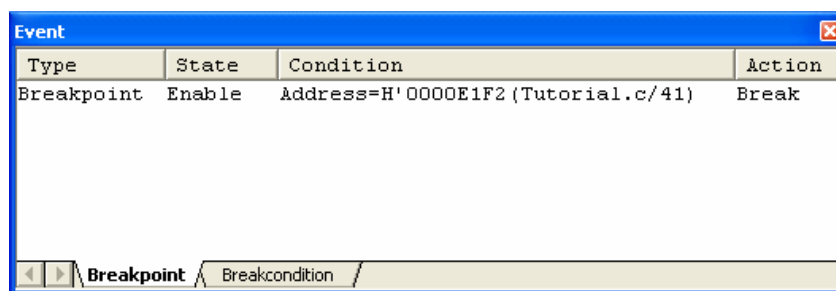 Event
Type State Condition Action
Breakpoint Enable Address=H'0000E1F2(Tutorial.c/41) Break
Breakpoint Breakcondition